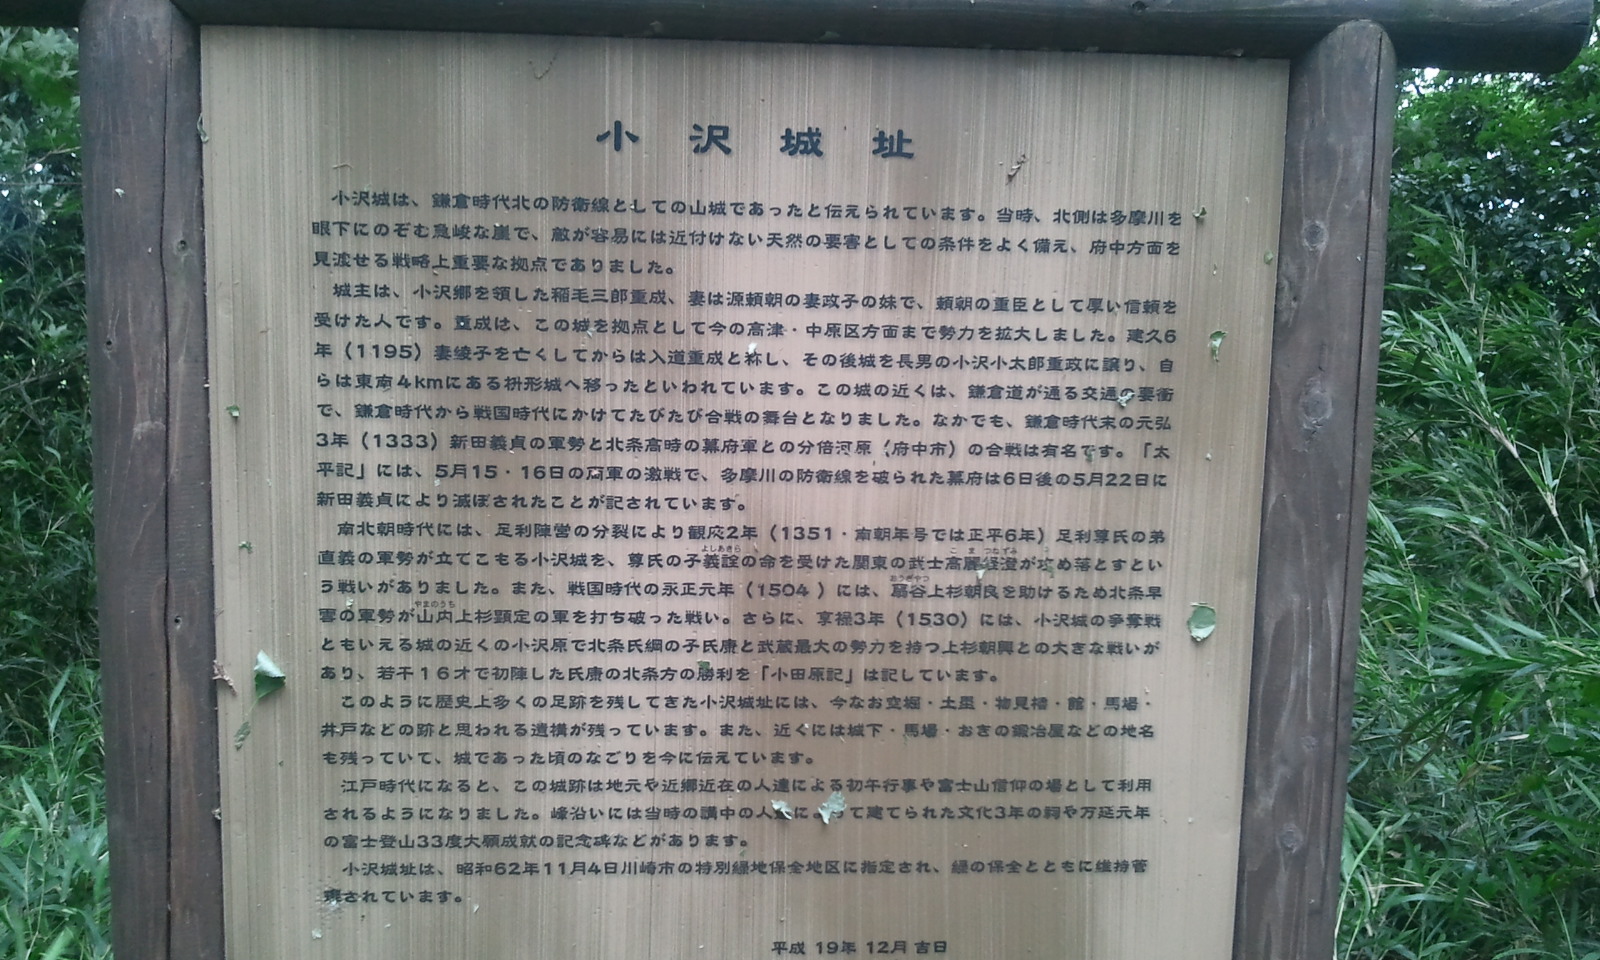 小沢城址
小沢城は、鎌倉時代北の防衛線としての山城であったと伝えられています。当時、北側は多摩川を
眼下にのぞむ急峻な崖で、敵が容易には近付けない天然の要害としての条件をよく備え、府中方面を
見渡せる戦略上重要な拠点でありました。
城主は、小沢郷を領した稲毛三郎重成、妻は源頼朝の妻政子の妹で、頼朝の重臣として厚い信頼を
受けた人です。重成は、この城を拠点として今の高津・中原区方面まで勢力を拡大しました。建久6
年（1195）妻綾子を亡くしてからは入道重成と称し、その後城を長男の小沢小太郎重政に譲り、自
らは東南4kmにある枡形城へ移ったといわれています。この城の近くは、鎌倉道が通る交通の要衝
で、鎌倉時代から戦国時代にかけてたびたび合戦の舞台となりました。なかでも、鎌倉時代末の元弘
3年（1333）新田義貞の軍勢と北条高時の幕府軍との分倍河原（府中市）の合戦は有名です。「太
平記」には、5月15・16日の両軍の激戦で、多摩川の防衛線を破られた幕府は6日後の5月22日に
新田義貞により滅ぼされたことが記されています。
南北朝時代には、足利陣営の分裂により観応2年（1351・南朝年号では正平6年）足利尊氏の弟
直義の軍勢が立てこもる小沢城を、尊氏の子義詮の命を受けた関東の武士高麗経澄が攻め落とすとい
う戦いがありました。また、戦国時代の永正元年（1504）には、扇谷上杉朝良を助けるため北条早
雲の軍勢が山内上杉顕定の軍を打ち破った戦い。さらに、享禄3年（1530）には、小沢城の争奪戦
ともいえる城の近くの小沢原で北条氏綱の子氏康と武蔵最大の勢力を持つ上杉朝興との大きな戦いが
あり、若干16才で初陣した氏康の北条方の勝利を「小田原記」は記しています。
このように歴史上多くの足跡を残してきた小沢城址には、今なお空堀・土塁・物見櫓・館・馬場・
井戸などの跡と思われる遺構が残っています。また、近くには城下・馬場・おきの鍛冶屋などの地名
も残っていて、城であった頃のなごりを今に伝えています。
江戸時代になると、この城跡は地元や近郷近在の人達による初午行事や富士山信仰の場として利用
されるようになりました。峰沿いには当時の講中の人達に て建てられた文化3年の祠や万延元年
の富士登山33度大願成就の記念碑などがあります。
小沢城址は、昭和62年11月4日川崎市の特別緑地保全地区に指定され、緑の保全とともに維持管
されています。
平成 19年 12月 吉日